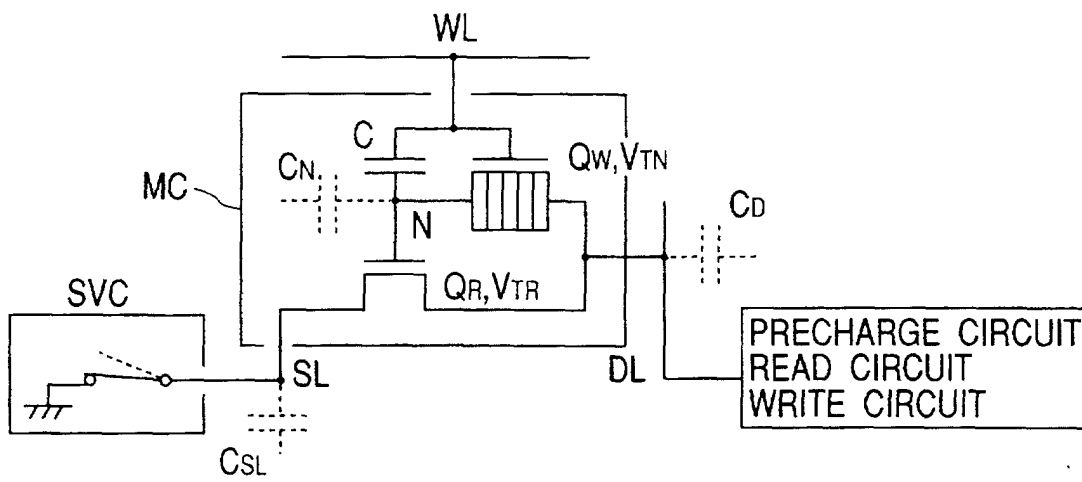 WL
C
QW,VTN
CN
MC
CD
N
QR,VTR
SVC
PRECHARGE CIRCUIT
READ CIRCUIT
WRITE CIRCUIT
SL
DL
CSL